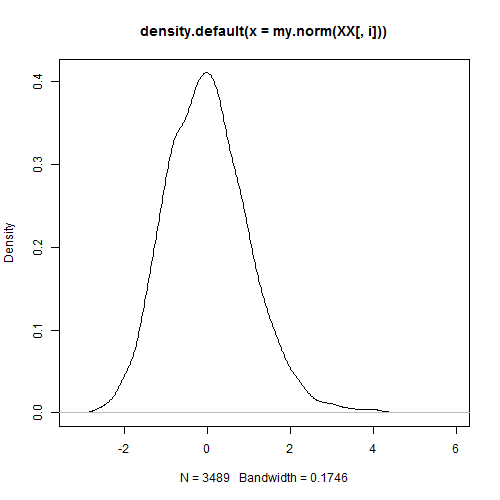 density.default(x = my.norm(XX[, i]))
Density
0.4
0.3
0.2
0.1
0.0
-2 0 2 4 6
N = 3489 Bandwidth = 0.1746